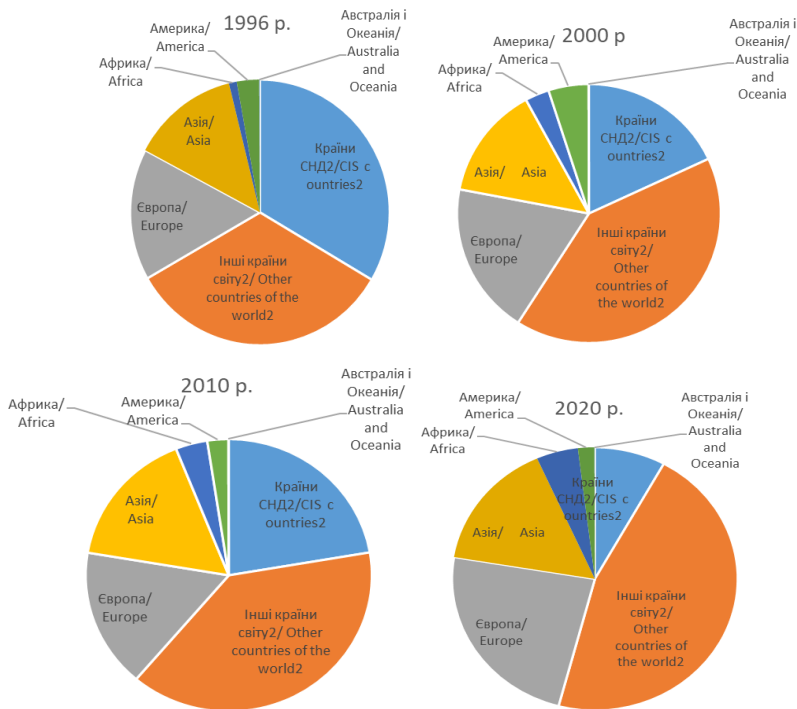 1996 р.
Америка/
America
Африка/
Africa
Австралія і
Океанія/
Australia
and
Oceania
Азія/
Asia
Країни
СНД2/CIS c
ountries2
Європа/
Europe
Інші країни
світу2/ Other
countries of the
world2
2000 р
Америка/
America
Африка/
Africa
Австралія і
Океанія/
Australia
and
Oceania
Країни
СНД2/CIS c
ountries2
Азія/ Asia
Європа/
Europe
Інші країни
світу2/
Other
countries of
the world2
2010 р.
Африка/
Africa
Америка/
America
Австралія і
Океанія/
Australia
and
Oceania
Країни
СНД2/CIS c
ountries2
Азія/
Asia
Європа/
Europe
Інші країни
світу2/ Other
countries of the
world2
2020 р.
Америка/
America
Африка/
Africa
Австралія і
Океанія/
Australia
and
Oceania
Країни
СНД2/CIS c
ountries2
Азія/ Asia
Європа/
Europe
Інші країни
світу2/
Other
countries of
the world2